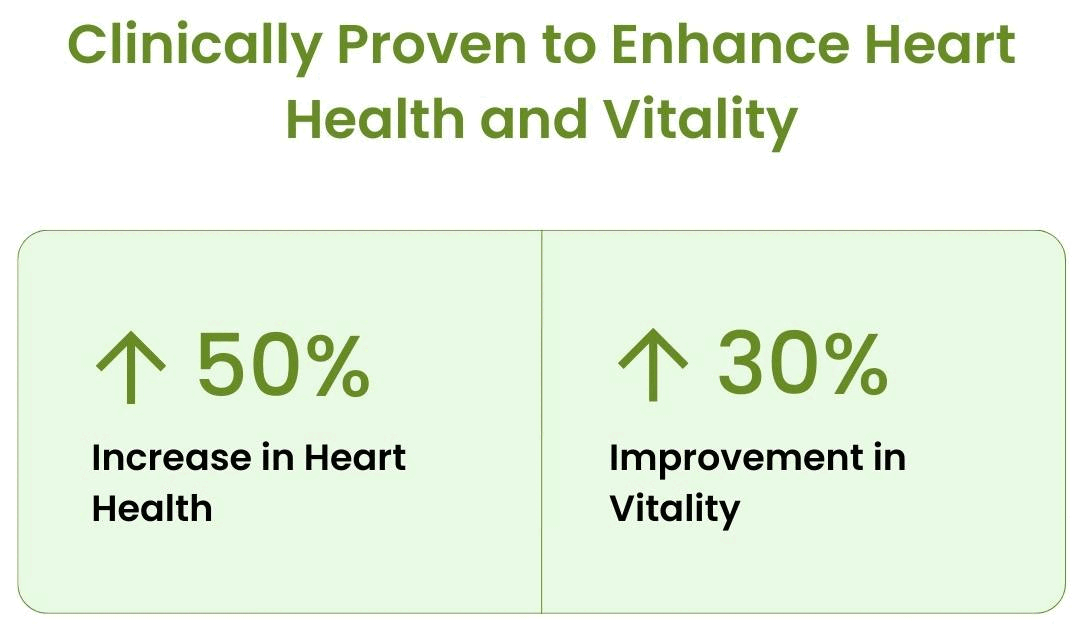 Clinically Proven to Enhance Heart
Health and Vitality
↑ 50%
Increase in Heart
Health
↑ 30%
Improvement in
Vitality